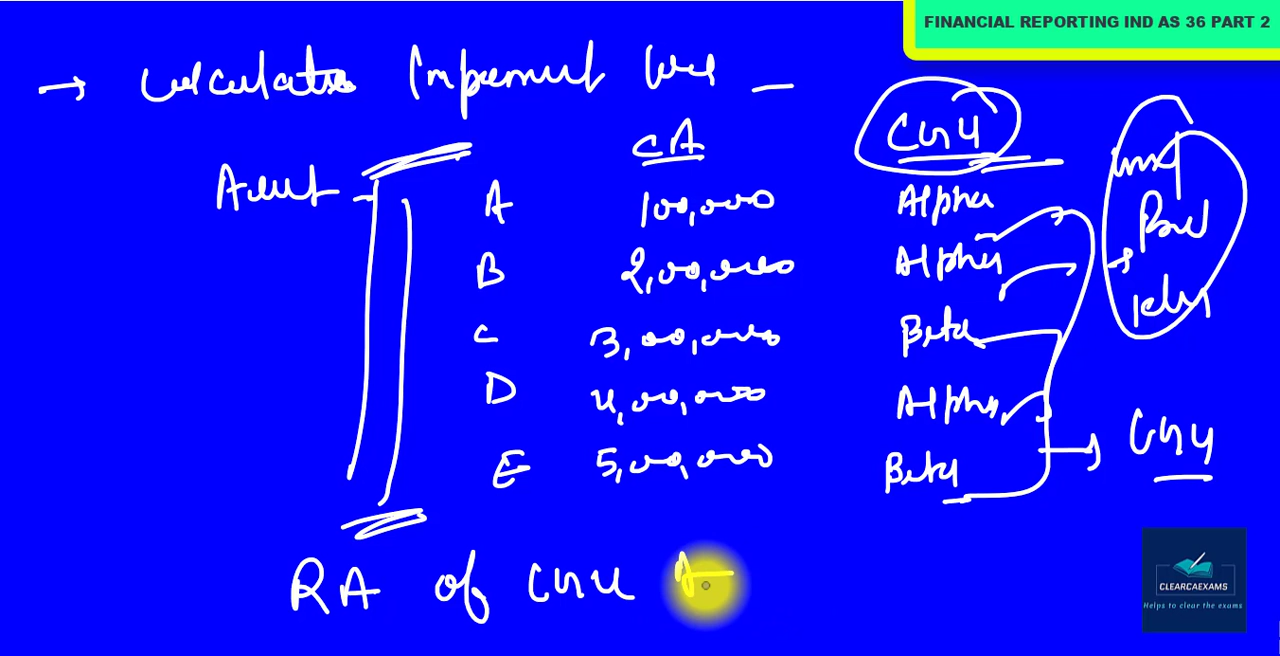 FINANCIAL REPORTING IND AS 36 PART 2
→ Calculate Impairment loss —
CA
CGU
Asset
A 100,000 Alpha
B 2,00,000 Alpha
C 3,00,000 Beta
D 4,00,000 Alpha
E 5,00,000 Beta
CGU
RA of CGU
CLEARCAEXAMS
Helps to clear the exams